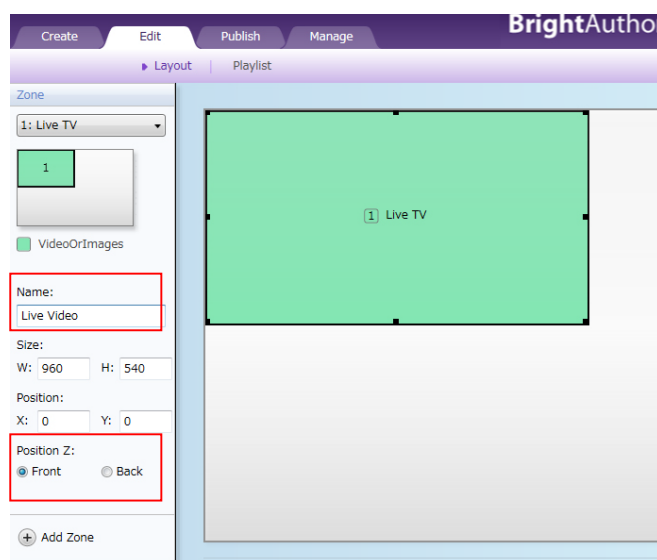 BrightAutho
Create Edit Publish Manage
Layout | Playlist
Zone
1: Live TV
1
VideoOrImages
1 Live TV
Name:
Live Video
Size:
W: 960 H: 540
Position:
X: 0 Y: 0
Position Z:
Front Back
+ Add Zone